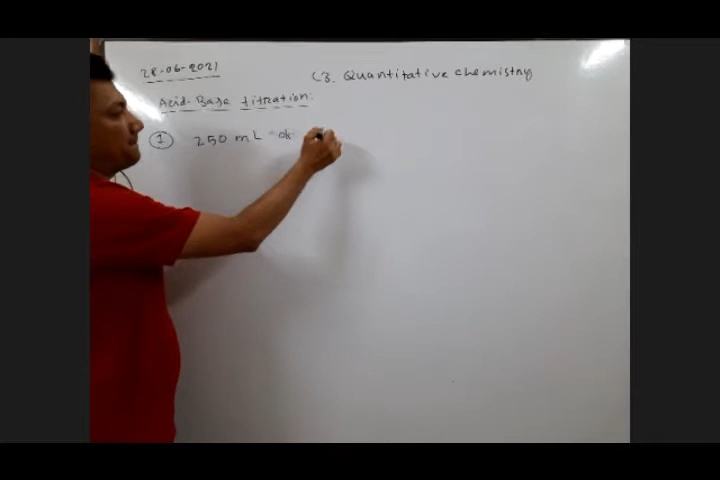 28-06-2021
C3. Quantitative chemistry
Acid-Base titration:
1 250 mL of